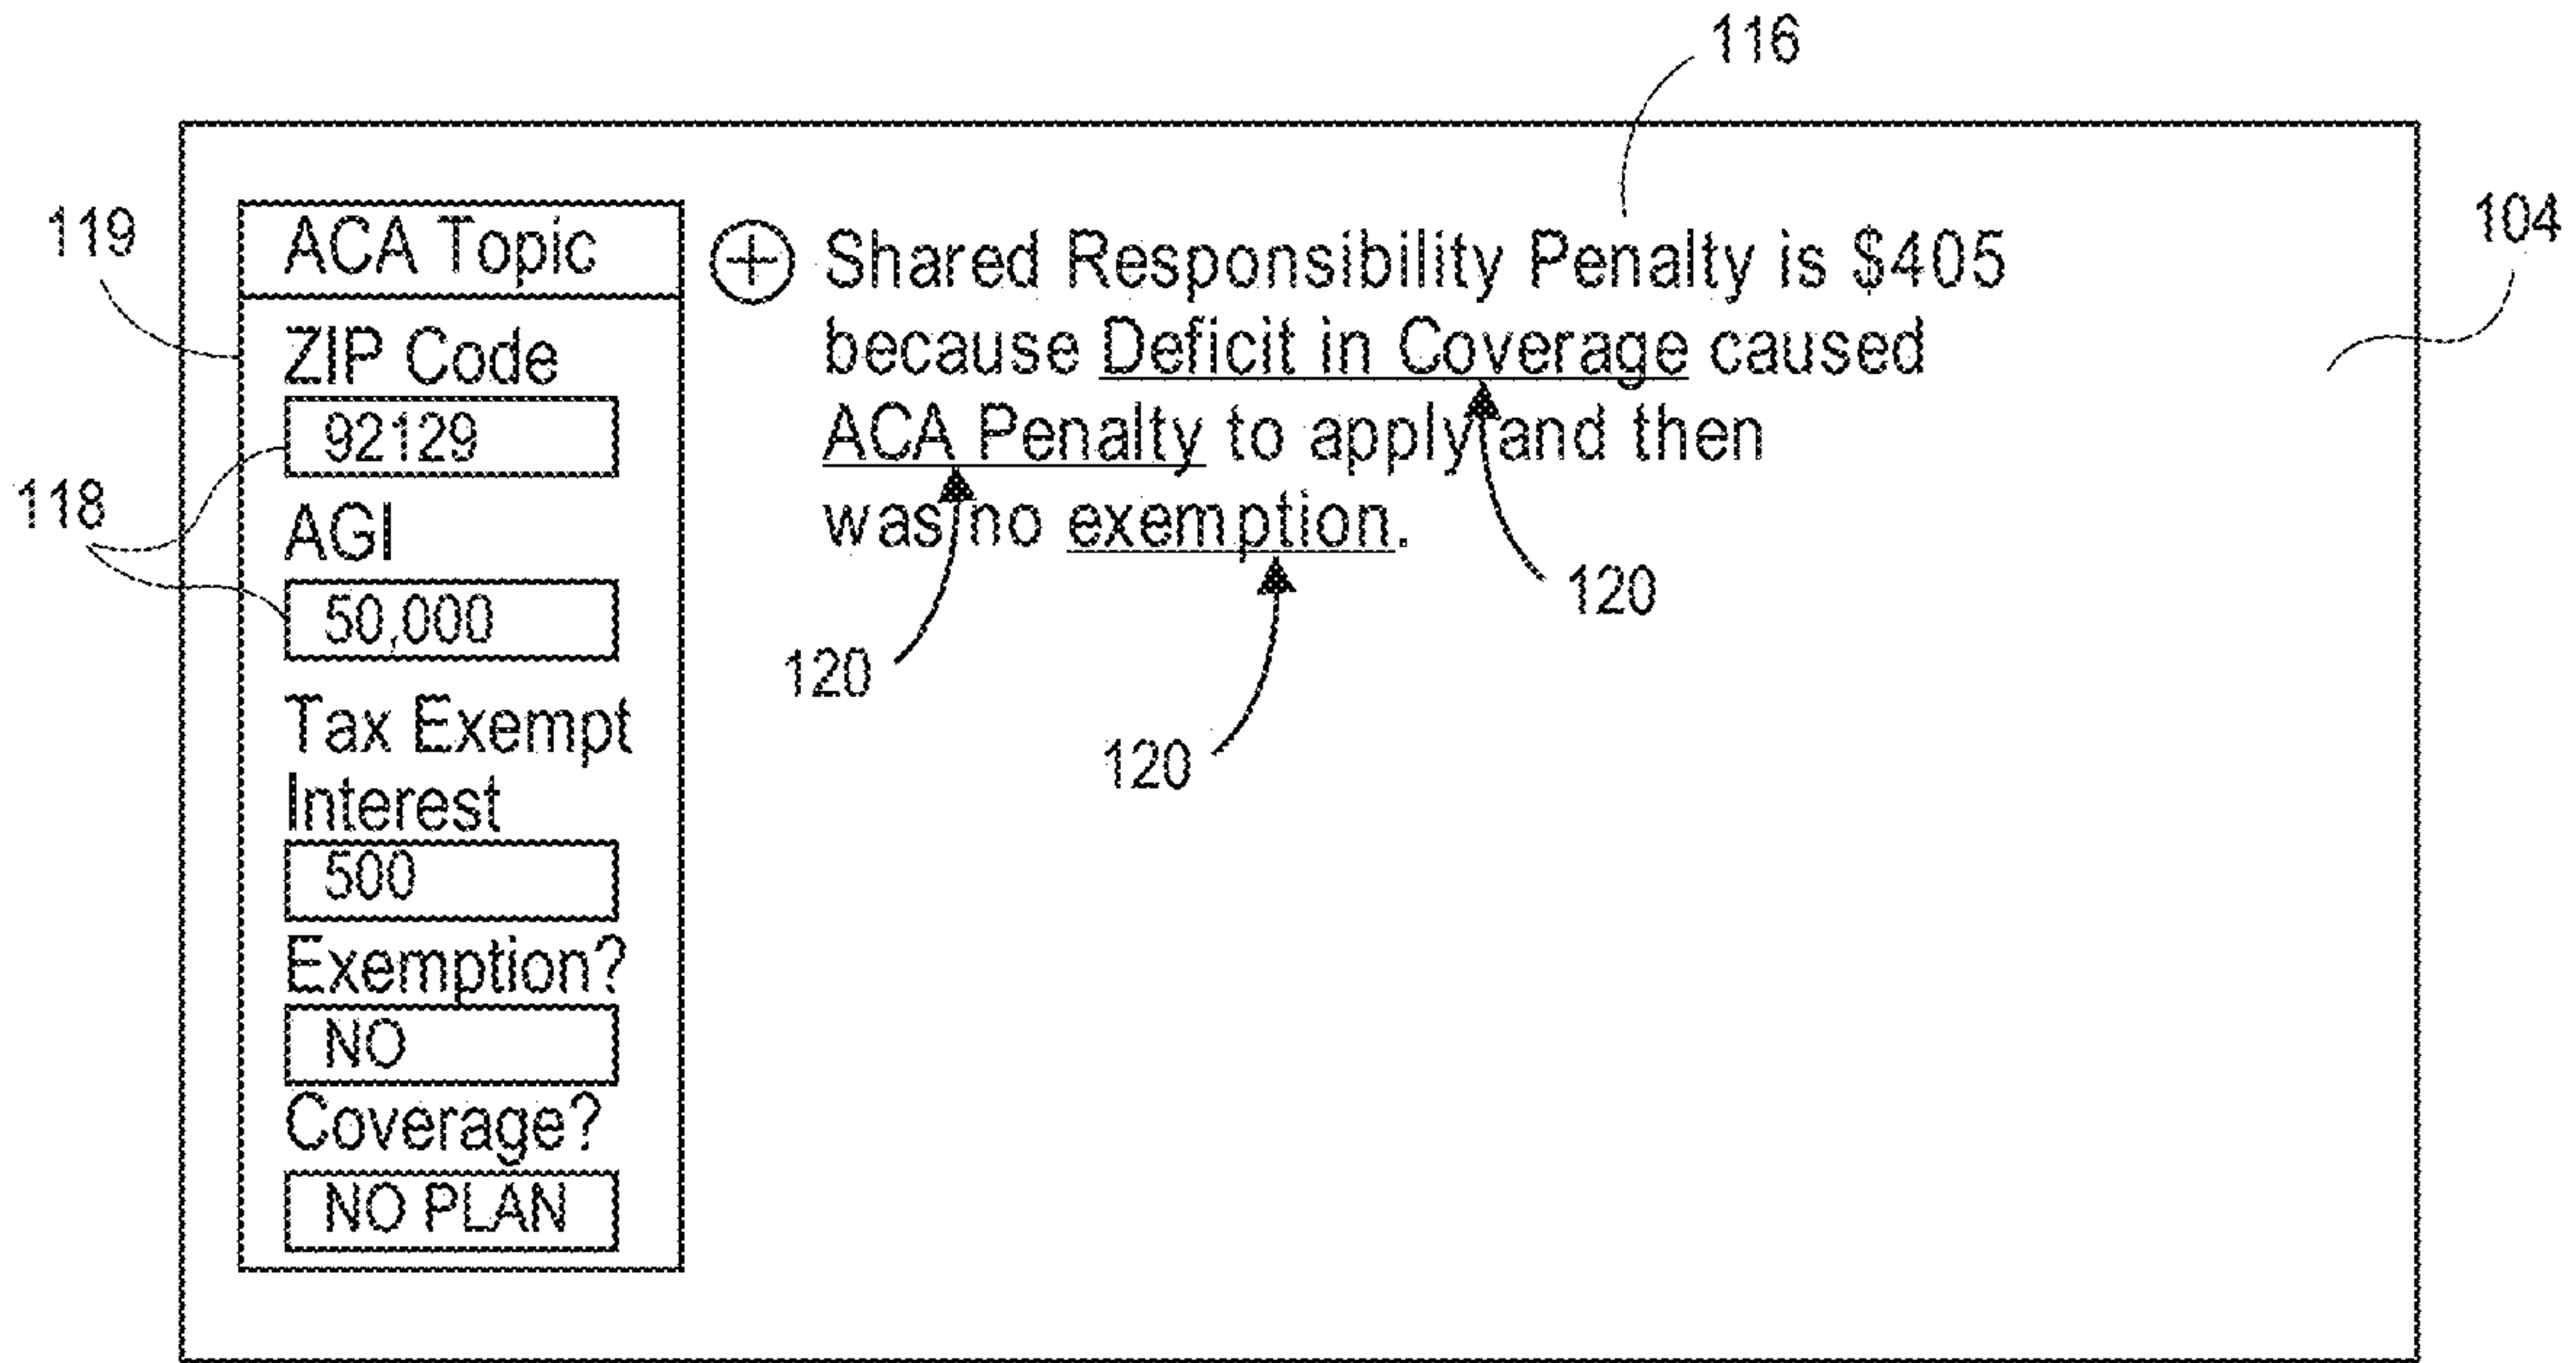 116
119
104
ACA Topic
Shared Responsibility Penalty is $405
because Deficit in Coverage caused
ACA Penalty to apply and then
was no exemption.
ZIP Code
92129
118
AGI
50,000
120
120
120
Tax Exempt
Interest
500
Exemption?
NO
Coverage?
NO PLAN